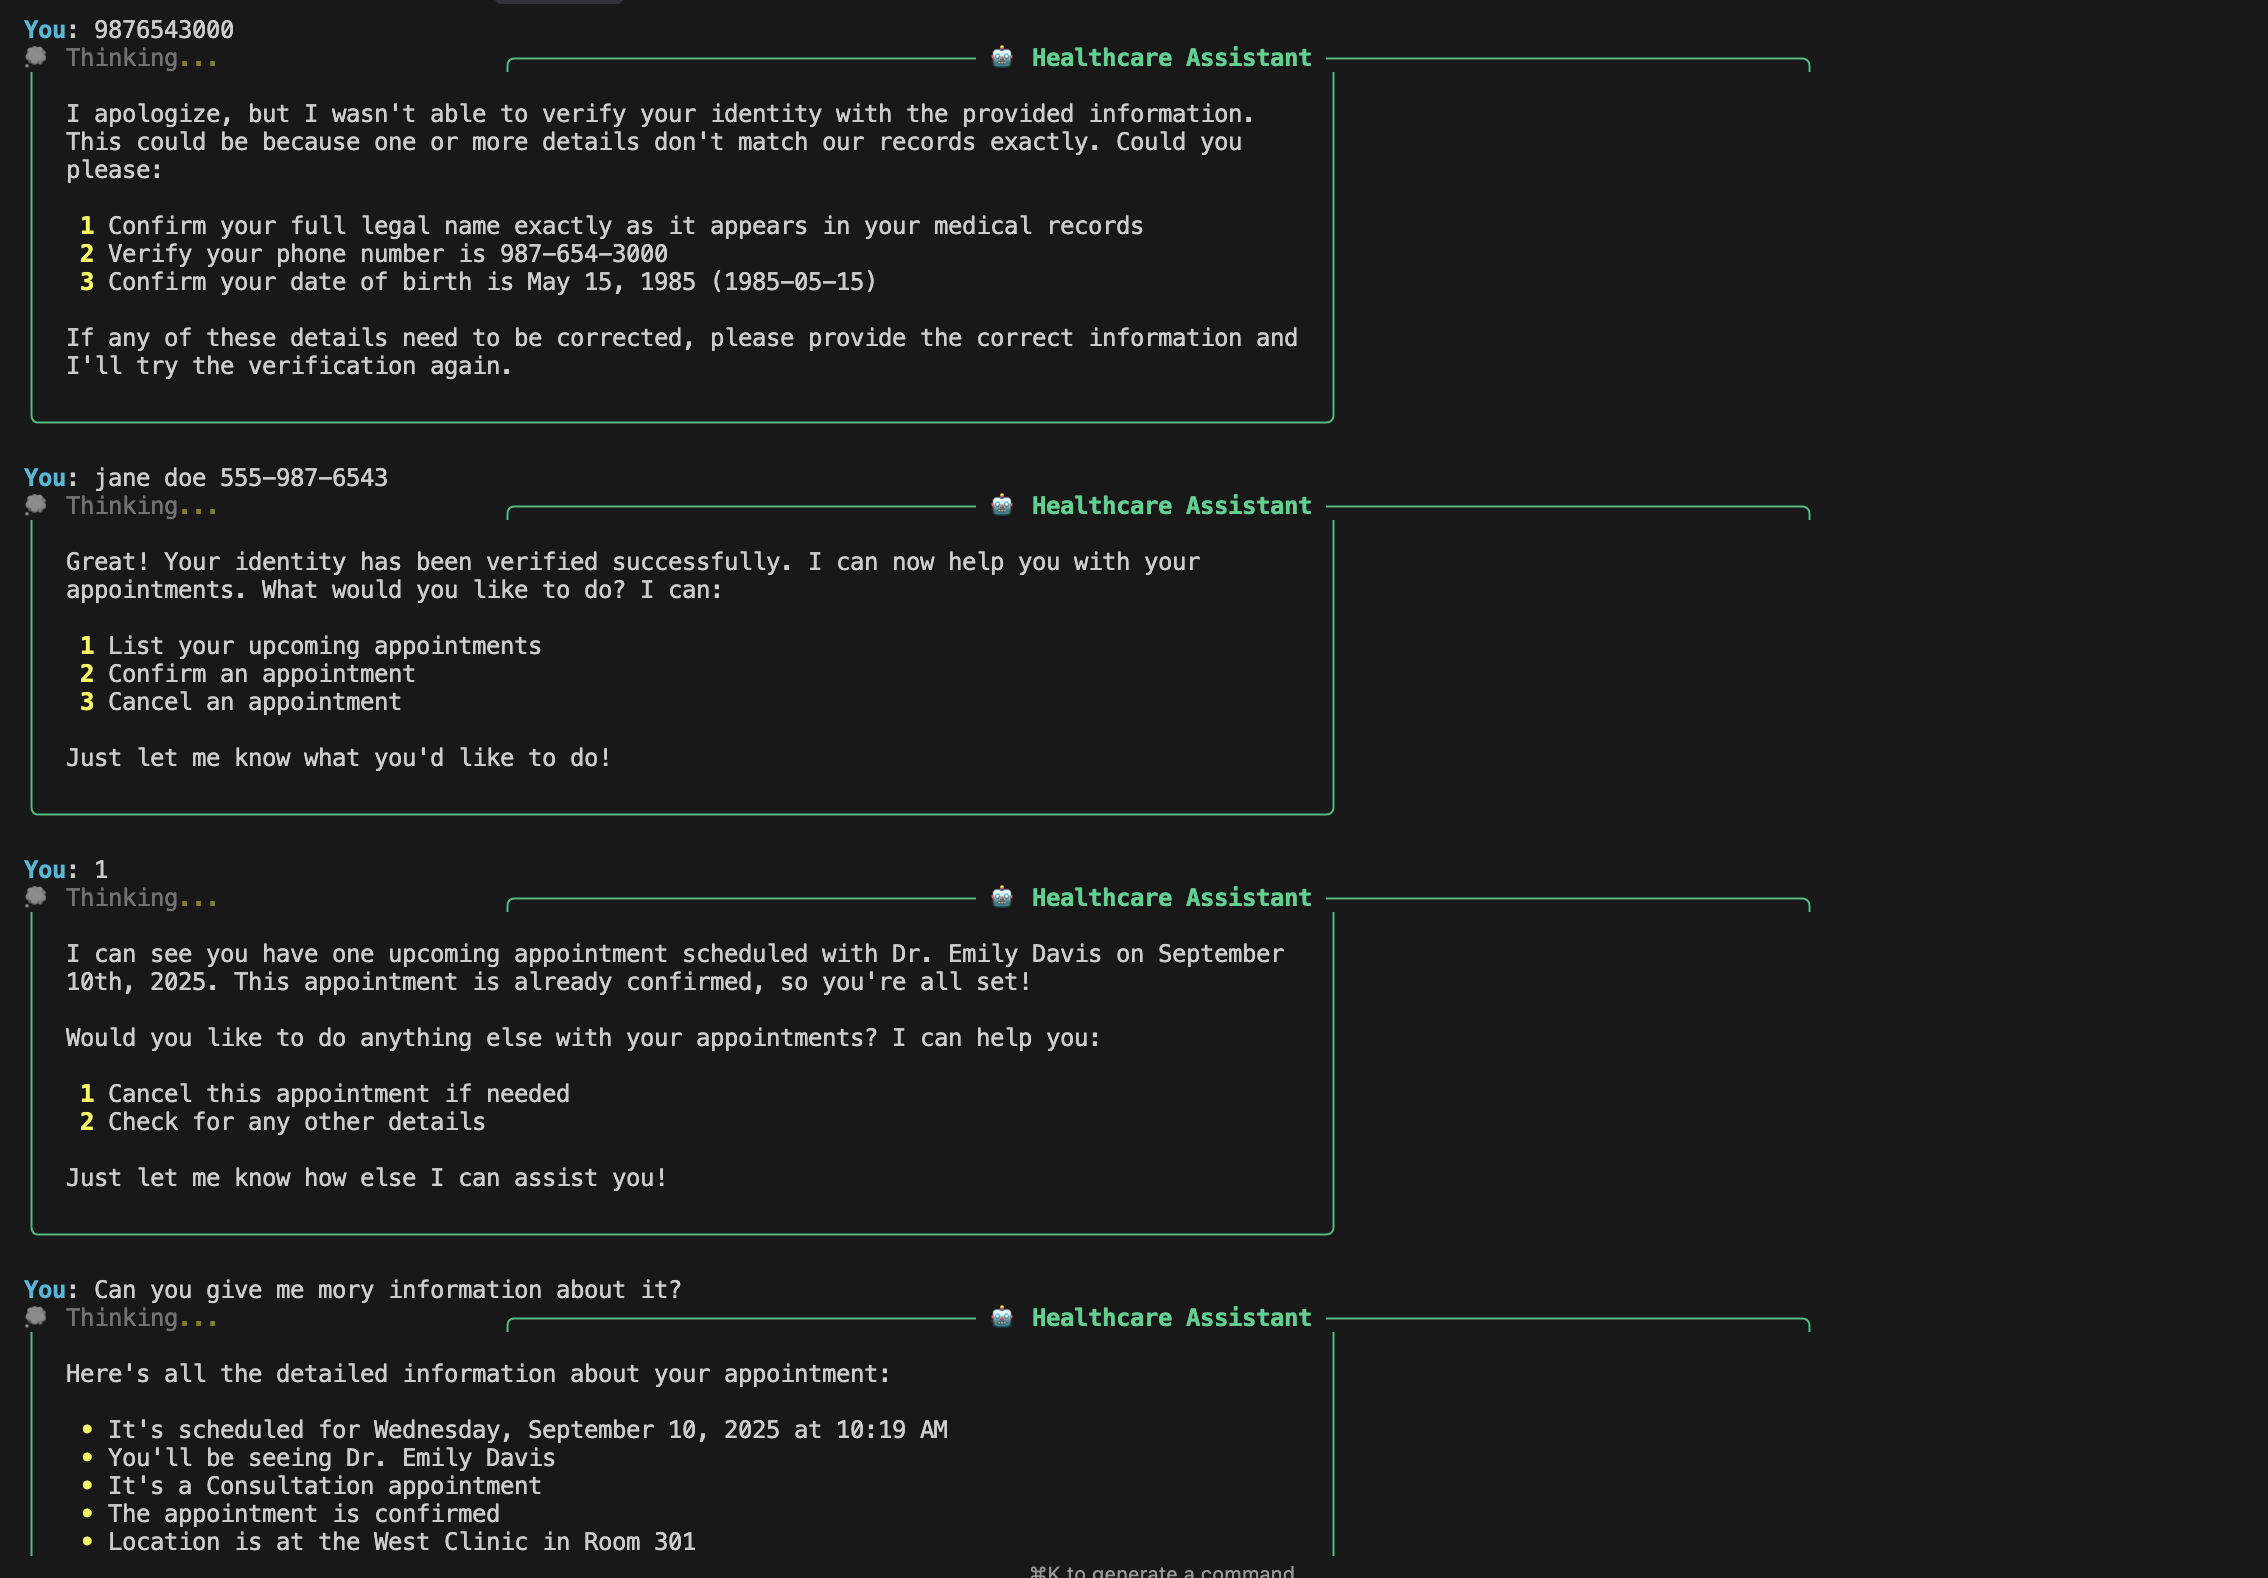 You: 9876543000
Thinking... Healthcare Assistant
I apologize, but I wasn't able to verify your identity with the provided information.
This could be because one or more details don't match our records exactly. Could you
please:
1 Confirm your full legal name exactly as it appears in your medical records
2 Verify your phone number is 987-654-3000
3 Confirm your date of birth is May 15, 1985 (1985-05-15)
If any of these details need to be corrected, please provide the correct information and
I'll try the verification again.
You: jane doe 555-987-6543
Thinking... Healthcare Assistant
Great! Your identity has been verified successfully. I can now help you with your
appointments. What would you like to do? I can:
1 List your upcoming appointments
2 Confirm an appointment
3 Cancel an appointment
Just let me know what you'd like to do!
You: 1
Thinking... Healthcare Assistant
I can see you have one upcoming appointment scheduled with Dr. Emily Davis on September
10th, 2025. This appointment is already confirmed, so you're all set!
Would you like to do anything else with your appointments? I can help you:
1 Cancel this appointment if needed
2 Check for any other details
Just let me know how else I can assist you!
You: Can you give me mory information about it?
Thinking... Healthcare Assistant
Here's all the detailed information about your appointment:
• It's scheduled for Wednesday, September 10, 2025 at 10:19 AM
• You'll be seeing Dr. Emily Davis
• It's a Consultation appointment
• The appointment is confirmed
• Location is at the West Clinic in Room 301
⌘K to generate a command